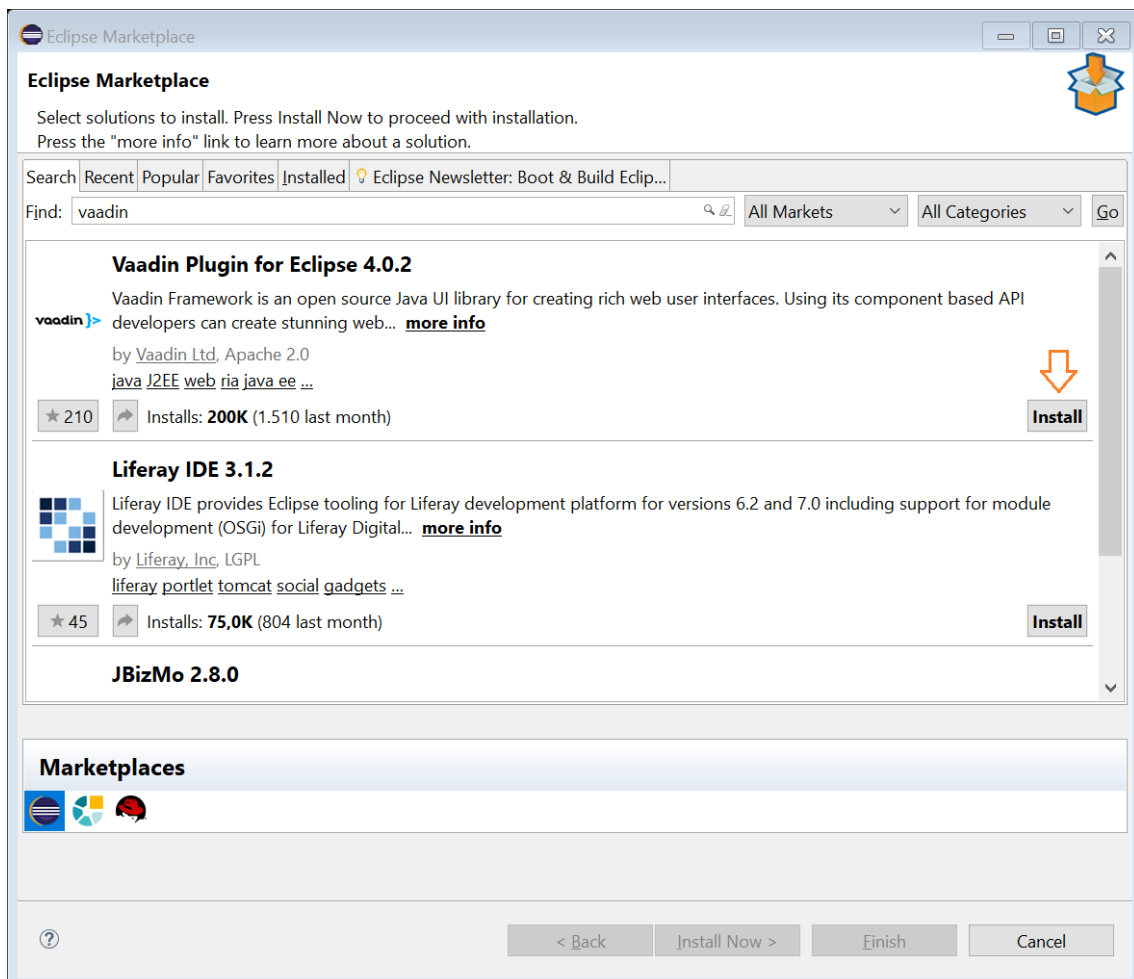 Eclipse Marketplace
Eclipse Marketplace
Select solutions to install. Press Install Now to proceed with installation.
Press the "more info" link to learn more about a solution.
Search Recent Popular Favorites Installed Eclipse Newsletter: Boot & Build Eclip...
Find: vaadin All Markets All Categories Go
Vaadin Plugin for Eclipse 4.0.2
Vaadin Framework is an open source Java UI library for creating rich web user interfaces. Using its component based API
vaadin}> developers can create stunning web... more info
by Vaadin Ltd, Apache 2.0
java J2EE web ria java ee ...
210 Installs: 200K (1.510 last month) Install
Liferay IDE 3.1.2
Liferay IDE provides Eclipse tooling for Liferay development platform for versions 6.2 and 7.0 including support for module
development (OSGi) for Liferay Digital... more info
by Liferay, Inc, LGPL
liferay portlet tomcat social gadgets ...
45 Installs: 75,0K (804 last month) Install
JBizMo 2.8.0
Marketplaces
? < Back Install Now > Finish Cancel